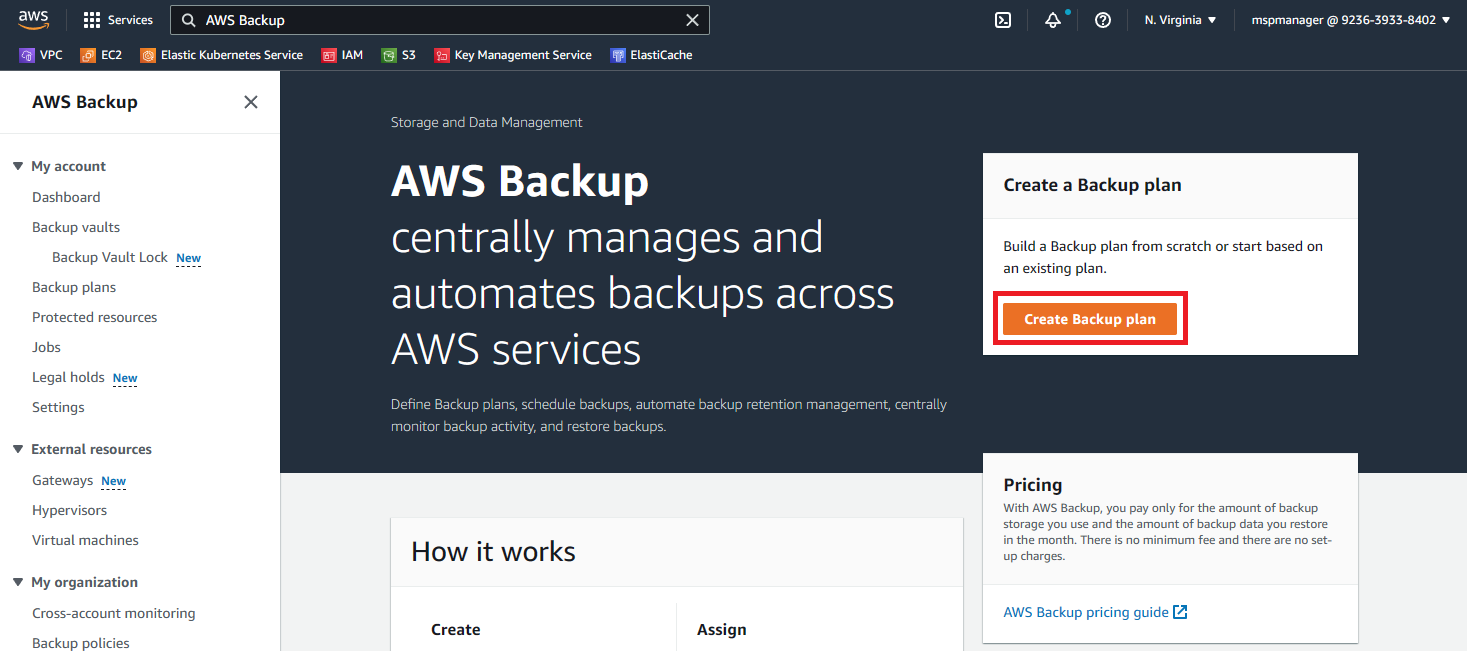 aws
Services
AWS Backup
N. Virginia
mspmanager @ 9236-3933-8402
VPC
EC2
Elastic Kubernetes Service
IAM
S3
Key Management Service
ElastiCache
AWS Backup
My account
Dashboard
Backup vaults
Backup Vault Lock New
Backup plans
Protected resources
Jobs
Legal holds New
Settings
External resources
Gateways New
Hypervisors
Virtual machines
My organization
Cross-account monitoring
Backup policies
Storage and Data Management
AWS Backup
centrally manages and
automates backups across
AWS services
Define Backup plans, schedule backups, automate backup retention management, centrally
monitor backup activity, and restore backups.
Create a Backup plan
Build a Backup plan from scratch or start based on
an existing plan.
Create Backup plan
Pricing
With AWS Backup, you pay only for the amount of backup
storage you use and the amount of backup data you restore
in the month. There is no minimum fee and there are no set-
up charges.
AWS Backup pricing guide
How it works
Create
Assign